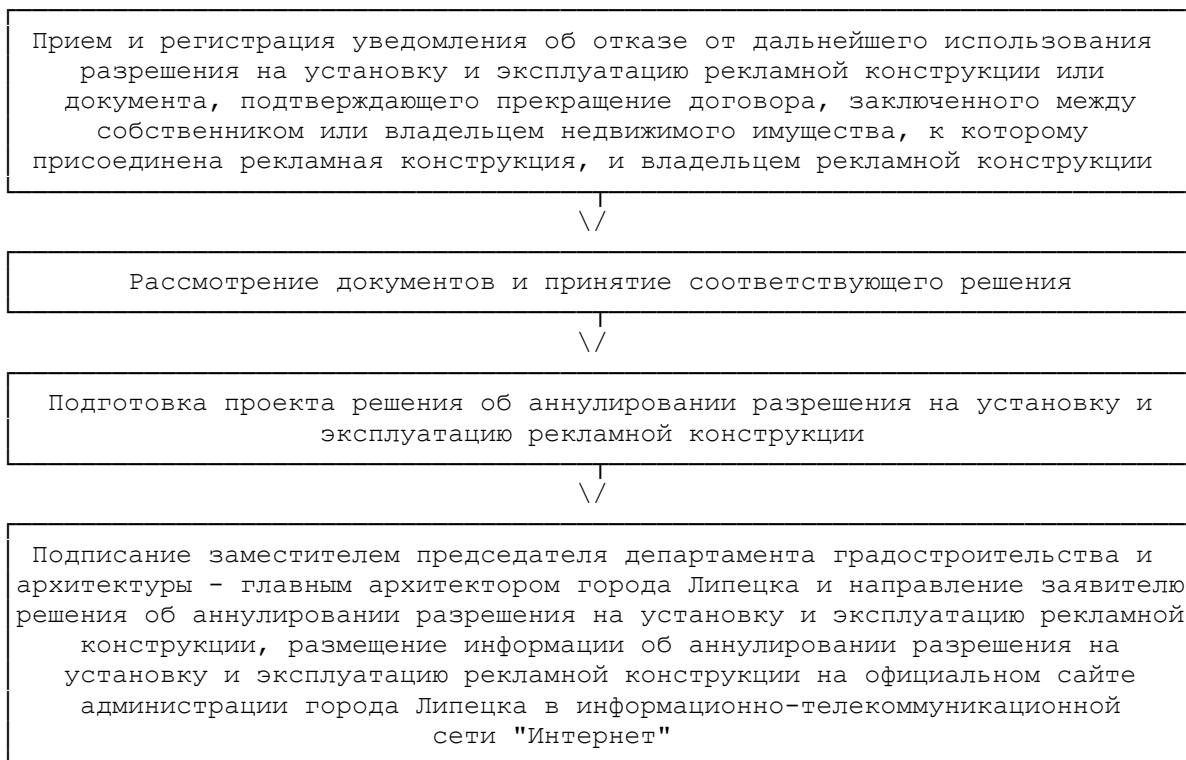 Прием и регистрация уведомления об отказе от дальнейшего использования
разрешения на установку и эксплуатацию рекламной конструкции или
документа, подтверждающего прекращение договора, заключенного между
собственником или владельцем недвижимого имущества, к которому
присоединена рекламная конструкция, и владельцем рекламной конструкции
\/
Рассмотрение документов и принятие соответствующего решения
\/
Подготовка проекта решения об аннулировании разрешения на установку и
эксплуатацию рекламной конструкции
\/
Подписание заместителем председателя департамента градостроительства и
архитектуры - главным архитектором города Липецка и направление заявителю
решения об аннулировании разрешения на установку и эксплуатацию рекламной
конструкции, размещение информации об аннулировании разрешения на
установку и эксплуатацию рекламной конструкции на официальном сайте
администрации города Липецка в информационно-телекоммуникационной
сети "Интернет"